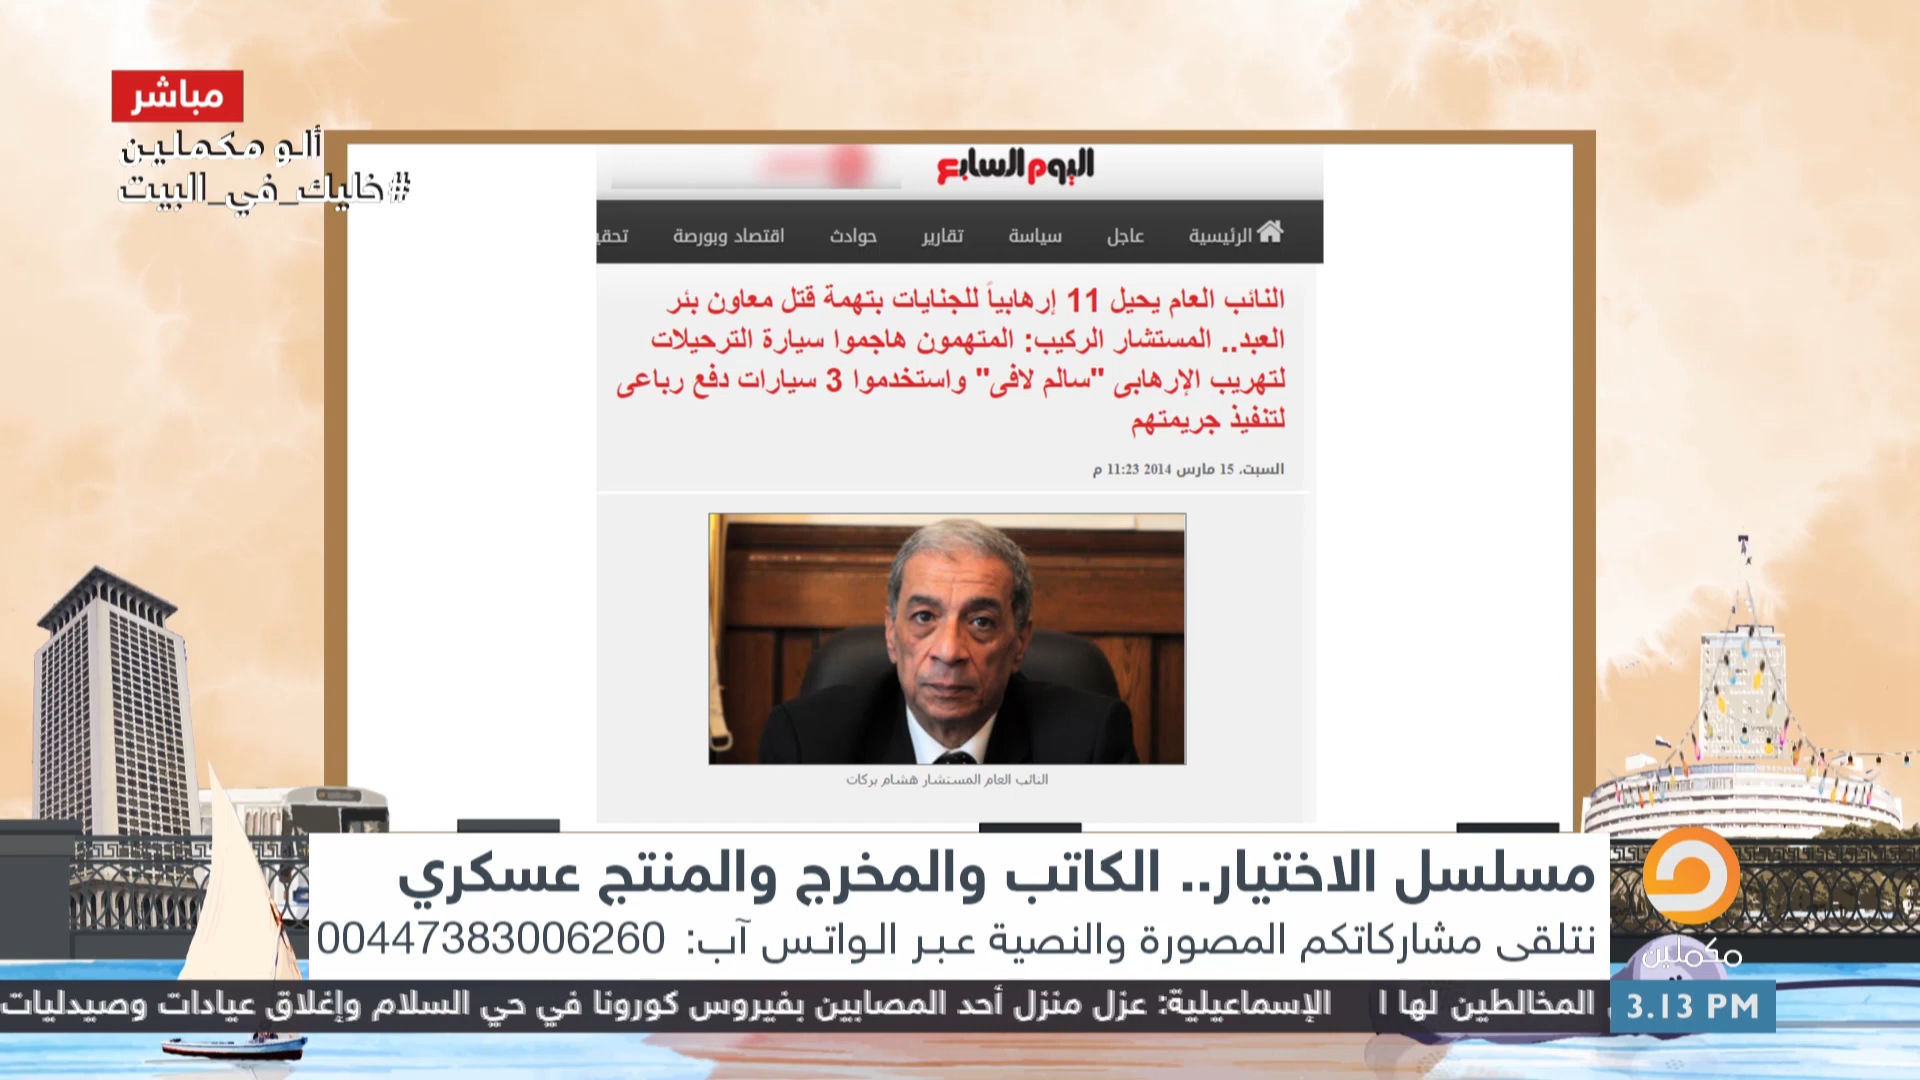 مباشر
ألو مكملين
#خليك_في_البيت
اليوم السابع
الرئيسية عاجل سياسة تقارير حوادث اقتصاد وبورصة تحقي
النائب العام يحيل 11 إرهابياً للجنايات بتهمة قتل معاون بئر
العبد.. المستشار الركيب: المتهمون هاجموا سيارة الترحيلات
لتهريب الإرهابى "سالم لافى" واستخدموا 3 سيارات دفع رباعى
لتنفيذ جريمتهم
السبت، 15 مارس 2014 11:23 م
النائب العام المستشار هشام بركات
مسلسل الاختيار.. الكاتب والمخرج والمنتج عسكري
نتلقى مشاركاتكم المصورة والنصية عبر الواتس آب: 00447383006260
مكملين
المخالطين لها ا الإسماعيلية: عزل منزل أحد المصابين بفيروس كورونا في حي السلام وإغلاق عيادات وصيدليات
3.13 PM